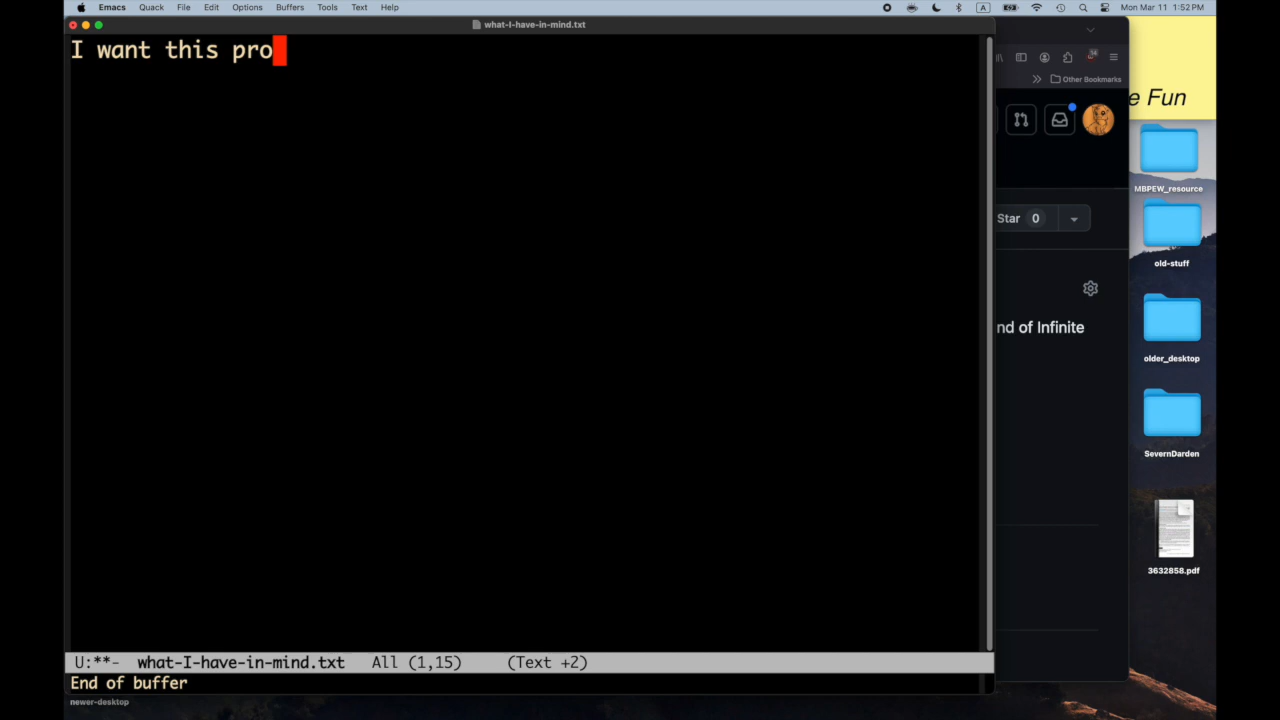 Emacs Quack File Edit Options Buffers Tools Text Help A Mon Mar 11 1:52 PM
what-I-have-in-mind.txt
I want this pro
14
Other Bookmarks
e Fun
MBPEW_resource
Star 0
old-stuff
nd of Infinite
older_desktop
SevernDarden
3632858.pdf
U:**- what-I-have-in-mind.txt All (1,15) (Text +2)
End of buffer
newer-desktop